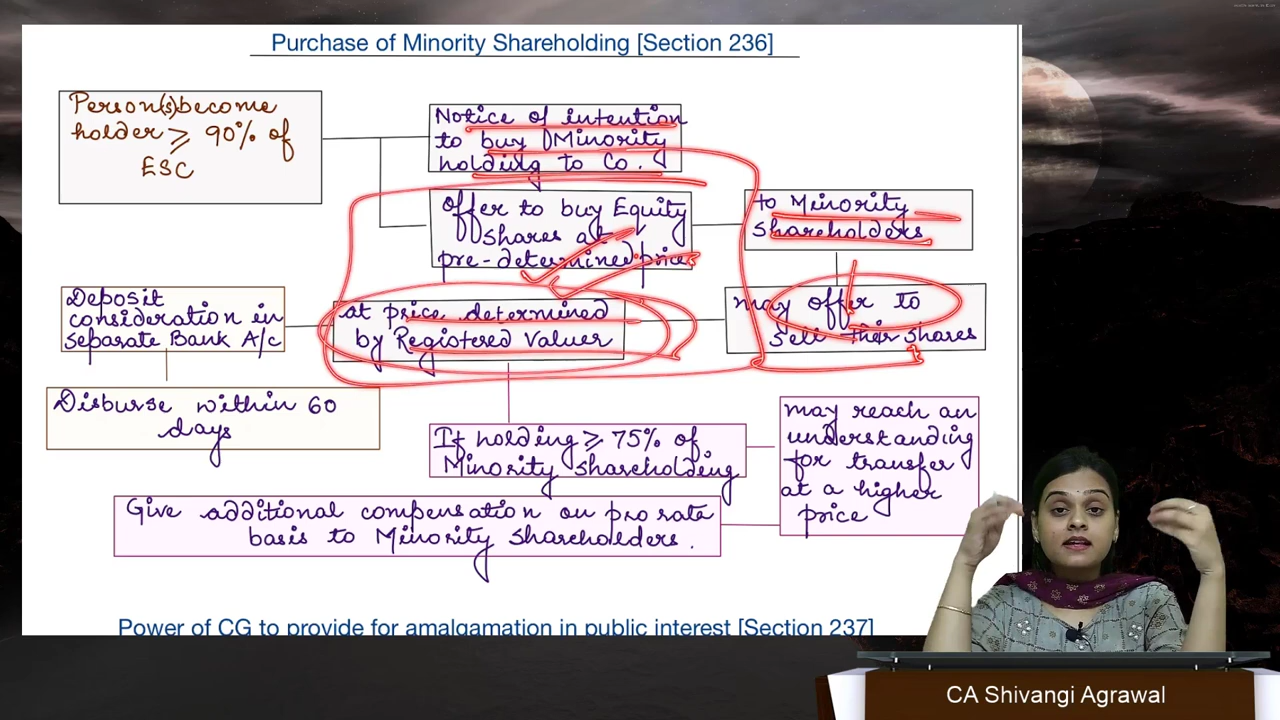 Purchase of Minority Shareholding [Section 236]
Person(s) become
holder ≥ 90% of
ESC
Notice of intention
to buy Minority
holding to Co.
offer to buy Equity
shares at
pre-determined price
to Minority
shareholders
may offer to
sell their shares
at price determined
by Registered Valuer
Deposit
consideration in
separate Bank A/c
Disburse within 60
days
If holding ≥ 75% of
Minority shareholding
may reach an
understanding
for transfer
at a higher
price
Give additional compensation on pro rata
basis to Minority shareholders.
Power of CG to provide for amalgamation in public interest [Section 237]
CA Shivangi Agrawal